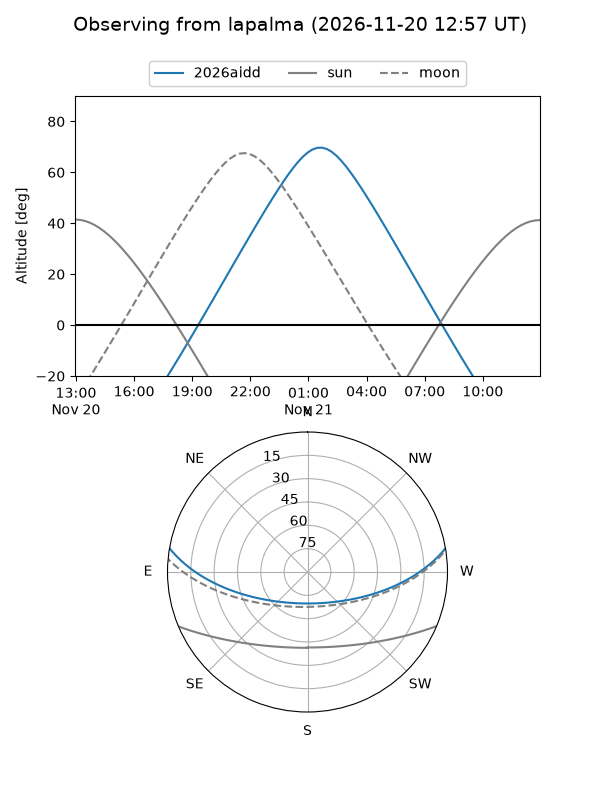 Observing from lapalma (2026-11-20 12:57 UT)
2026aidd sun moon
Altitude [deg]
80
60
40
20
0
−20
13:00 16:00 19:00 22:00 01:00 04:00 07:00 10:00
Nov 20 Nov 21
N
NE NW
15
30
45
60
75
E W
SE SW
S